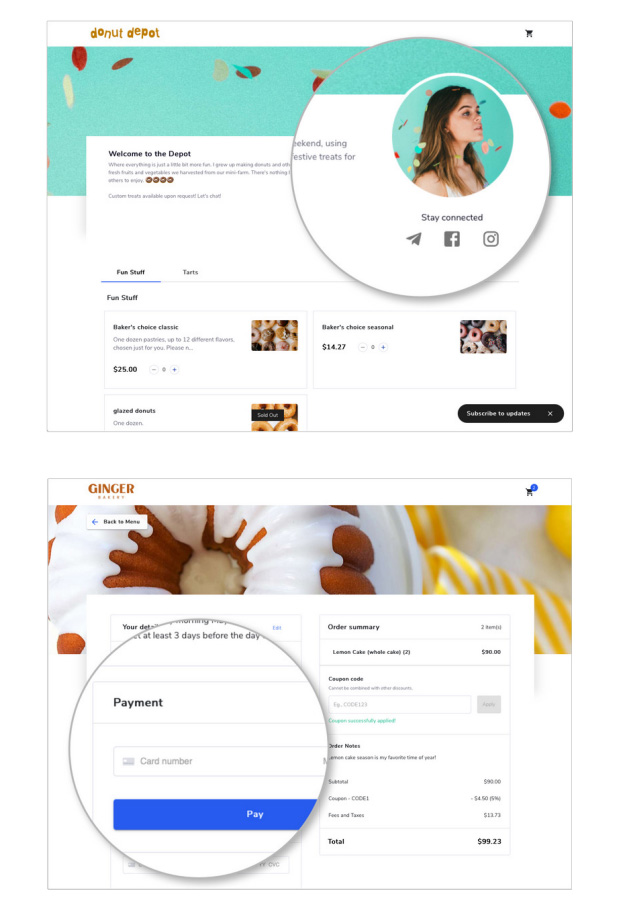 donut depot
Welcome to the Depot
Where everything is just a little bit more fun. I grew up making donuts and oth
fresh fruits and vegetables we harvested from our mini-farm. There's nothing I
others to enjoy.
Custom treats available upon request! Let's chat!
eekend, using
estive treats for
Stay connected
Fun Stuff
Tarts
Fun Stuff
Baker's choice classic
One dozen pastries, up to 12 different flavors,
chosen just for you. Please n...
$25.00 − 0 +
Baker's choice seasonal
$14.27 − 0 +
glazed donuts
One dozen.
Sold Out
Subscribe to updates ×
GINGER
BAKERY
2
← Back to Menu
Your det
Edit
morning
at least 3 days before the day
Payment
Card number
Pay
CVC
Order summary 2 item(s)
Lemon Cake (whole cake) (2) $90.00
Coupon code
Cannot be combined with other discounts.
Eg., CODE123 Apply
Coupon successfully applied!
Order Notes
Lemon cake season is my favorite time of year!
Subtotal $90.00
Coupon - CODE1 - $4.50 (5%)
Fees and Taxes $13.73
Total $99.23